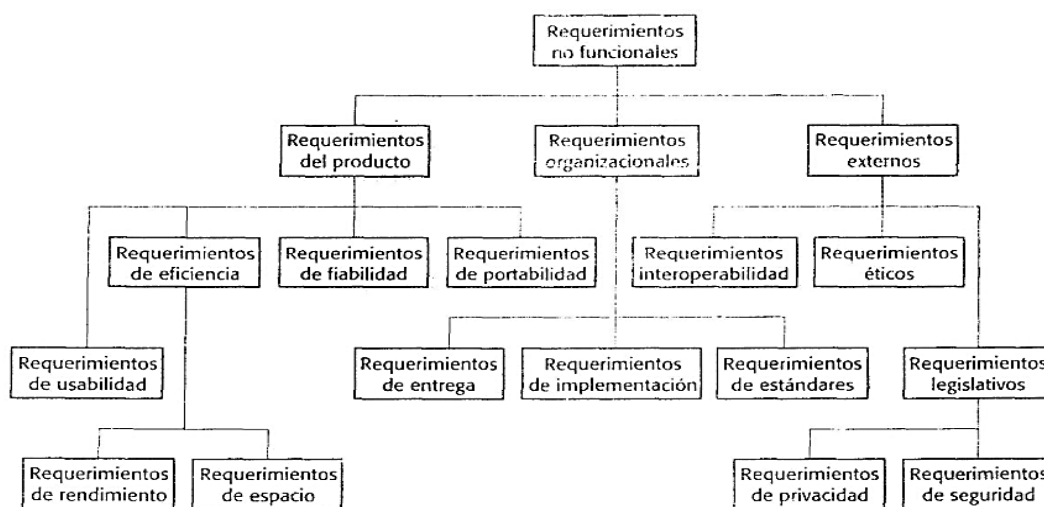 Requerimientos
no funcionales
Requerimientos
del producto
Requerimientos
organizacionales
Requerimientos
externos
Requerimientos
de eficiencia
Requerimientos
de fiabilidad
Requerimientos
de portabilidad
Requerimientos
interoperabilidad
Requerimientos
éticos
Requerimientos
de usabilidad
Requerimientos
de entrega
Requerimientos
de implementación
Requerimientos
de estándares
Requerimientos
legislativos
Requerimientos
de rendimiento
Requerimientos
de espacio
Requerimientos
de privacidad
Requerimientos
de seguridad